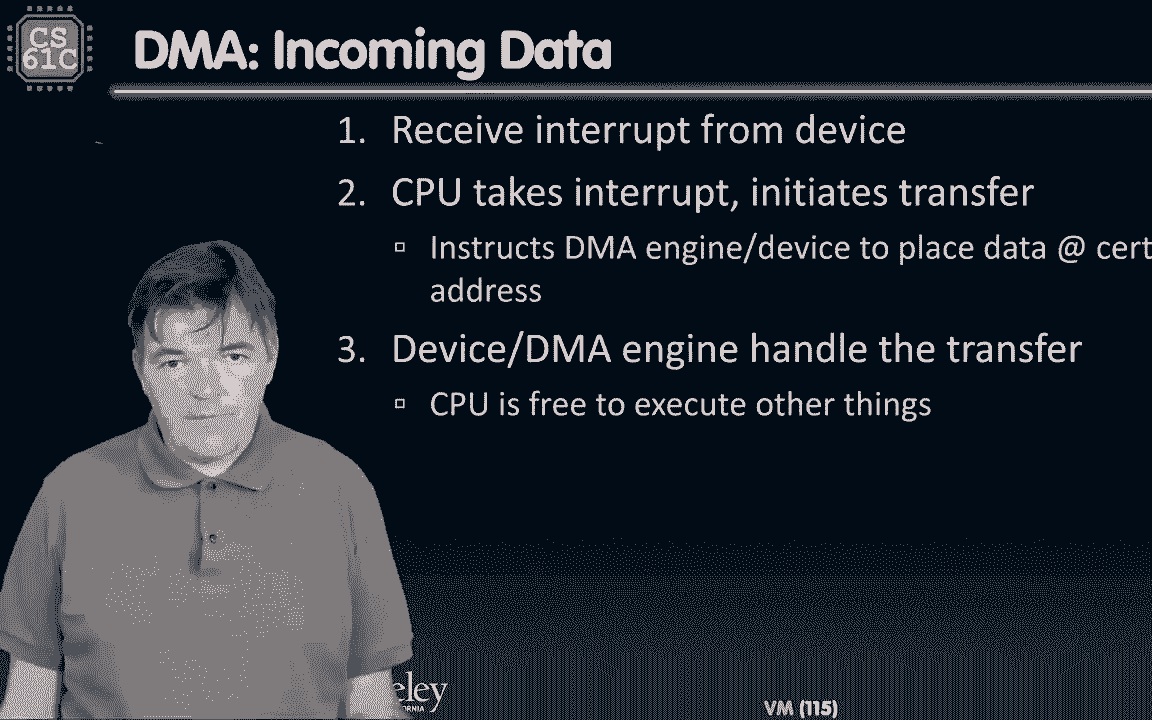 CS
61C
DMA: Incoming Data
1. Receive interrupt from device
2. CPU takes interrupt, initiates transfer
▫ Instructs DMA engine/device to place data @ cert
address
3. Device/DMA engine handle the transfer
▫ CPU is free to execute other things
eley
ORNIA
VM (115)